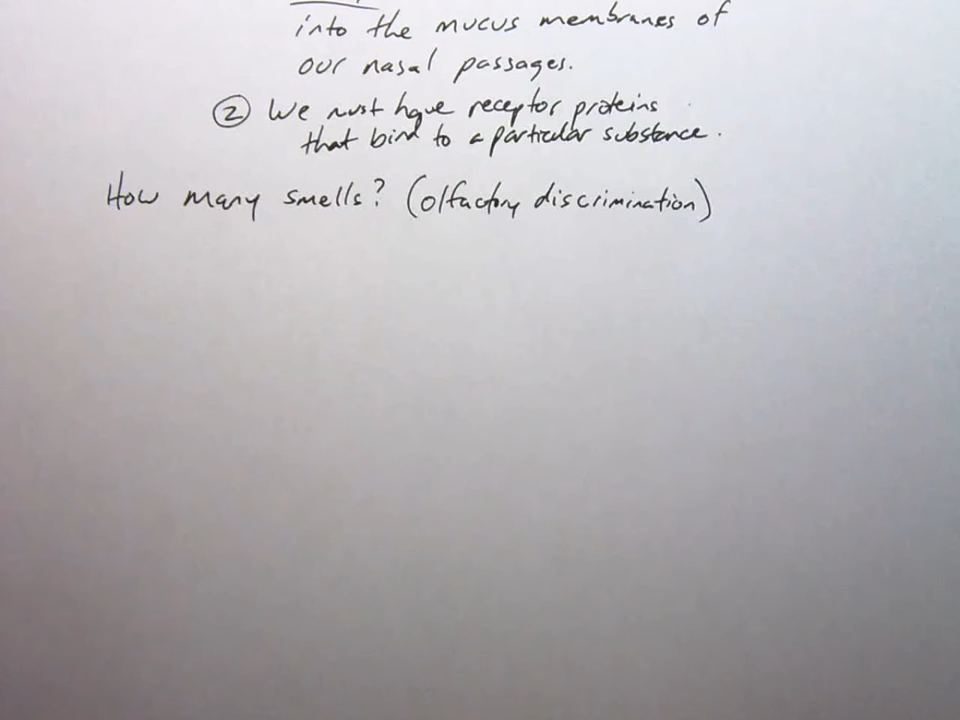 into the mucus membranes of
our nasal passages.
② We must have receptor proteins
that bind to a particular substance.
How many smells? (olfactory discrimination)